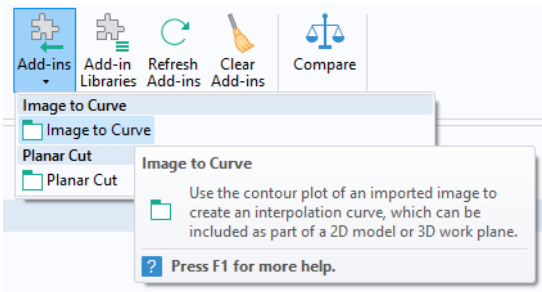 Add-ins
Add-in Libraries
Refresh Add-ins
Clear Add-ins
Compare
Image to Curve
Image to Curve
Planar Cut
Planar Cut
Image to Curve
Use the contour plot of an imported image to
create an interpolation curve, which can be
included as part of a 2D model or 3D work plane.
? Press F1 for more help.